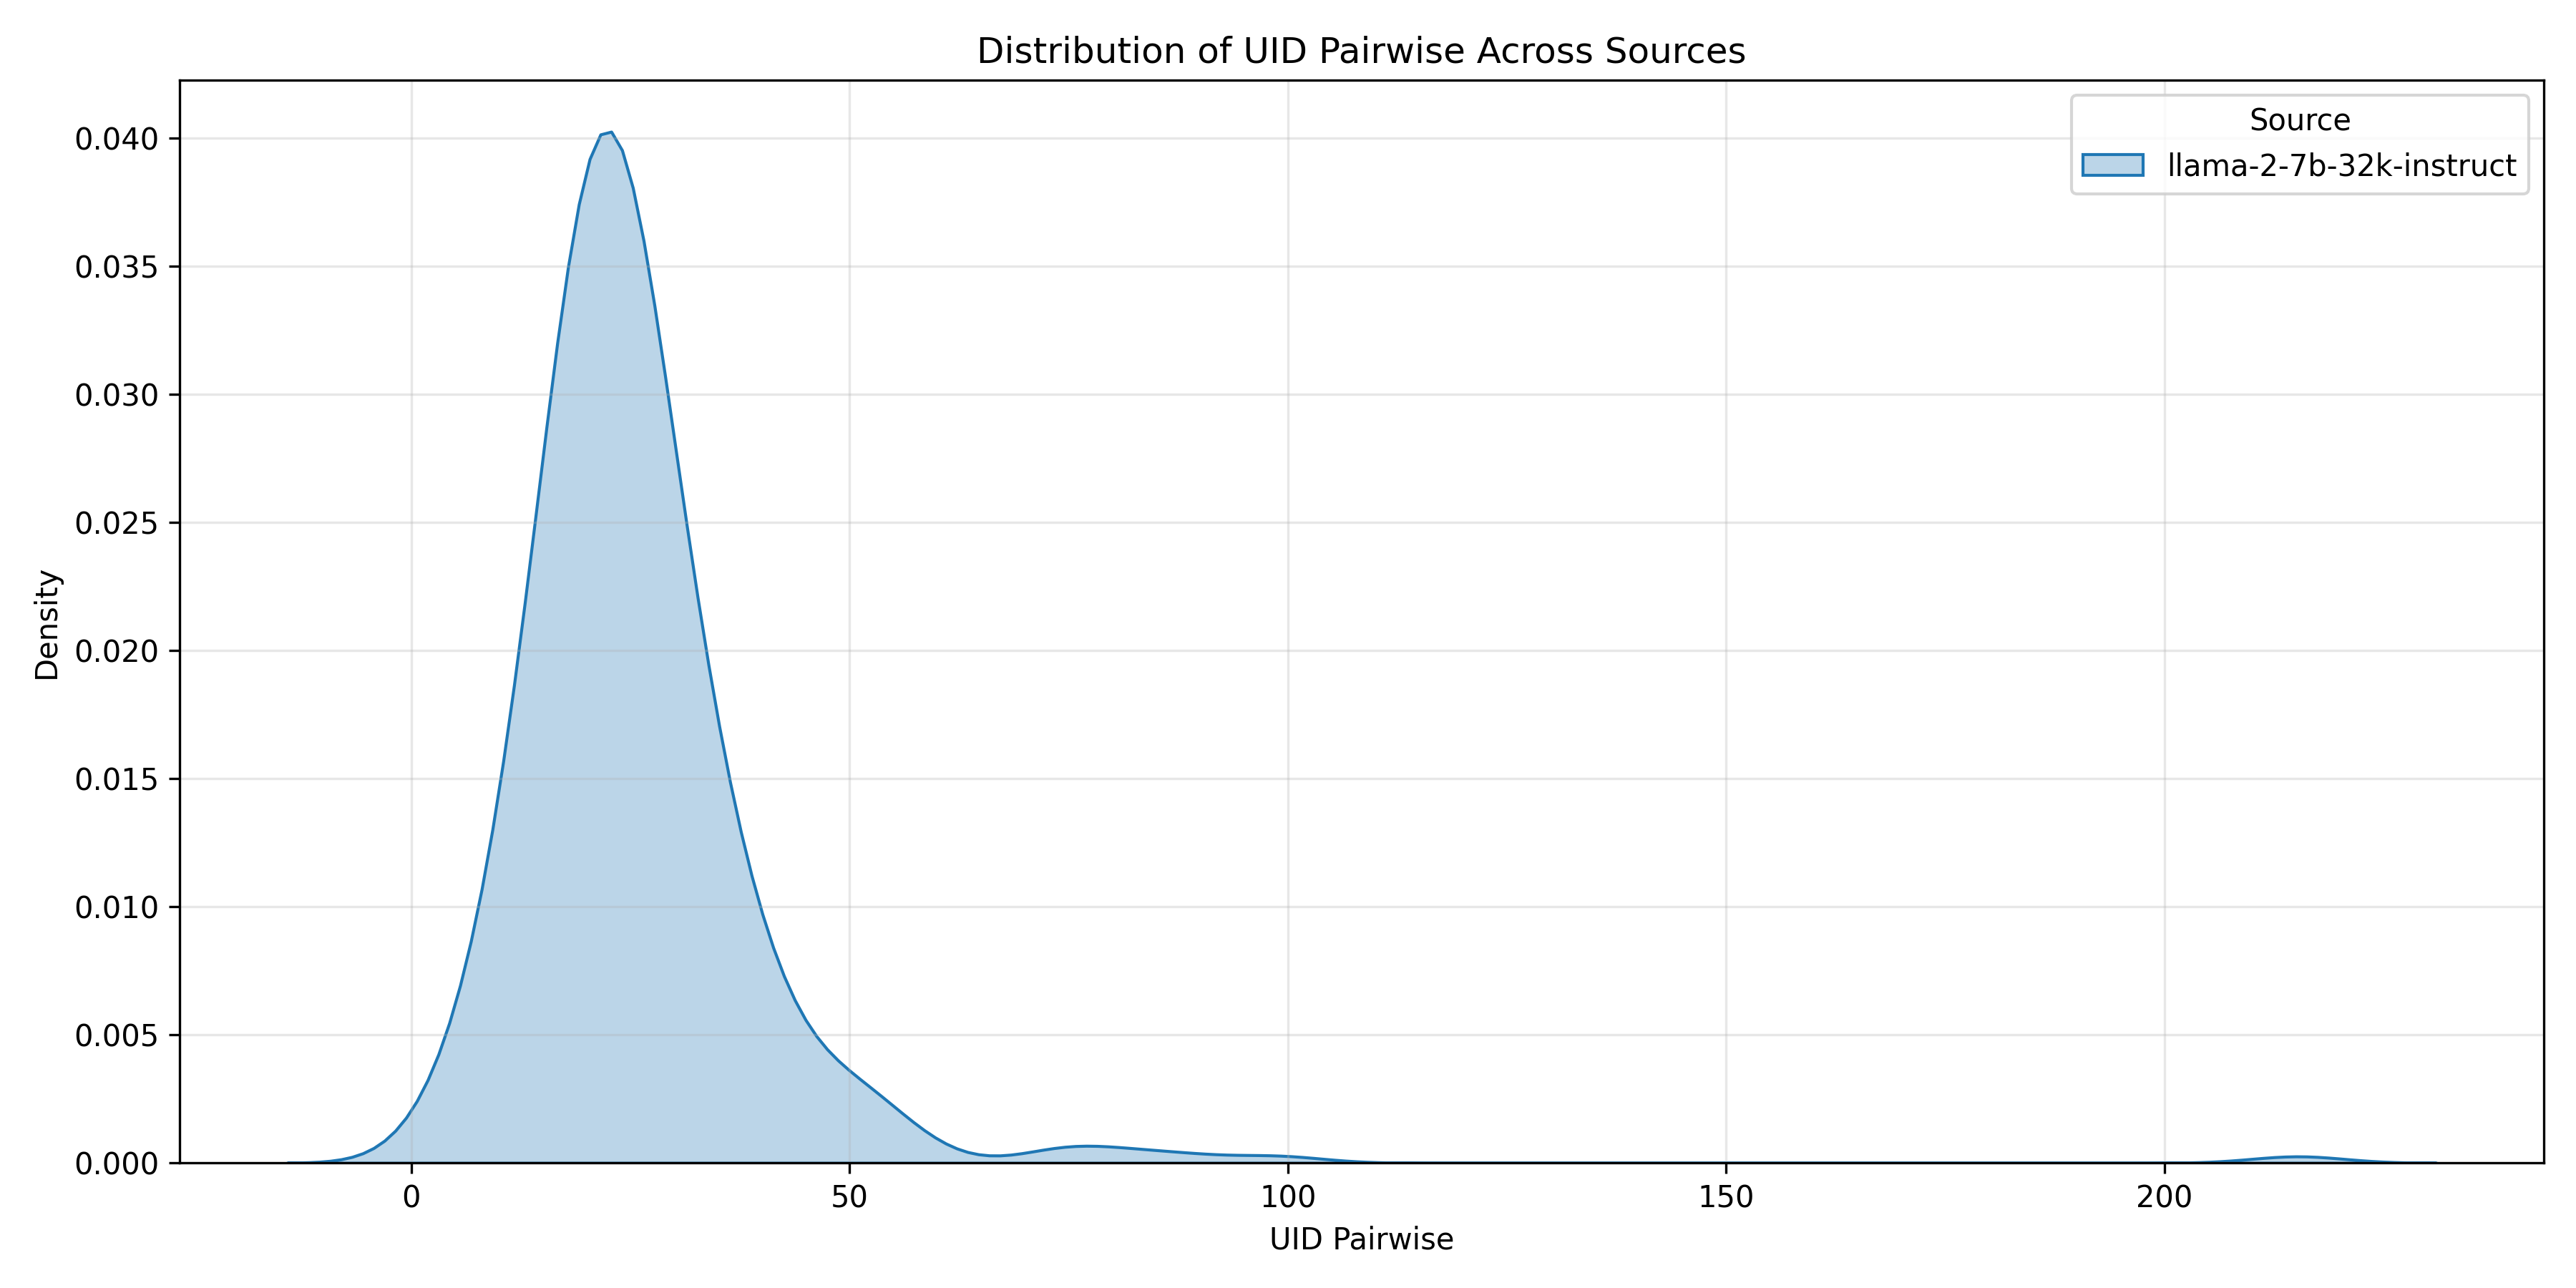 Distribution of UID Pairwise Across Sources
Source
llama-2-7b-32k-instruct
Density
0.040
0.035
0.030
0.025
0.020
0.015
0.010
0.005
0.000
0
50
100
150
200
UID Pairwise